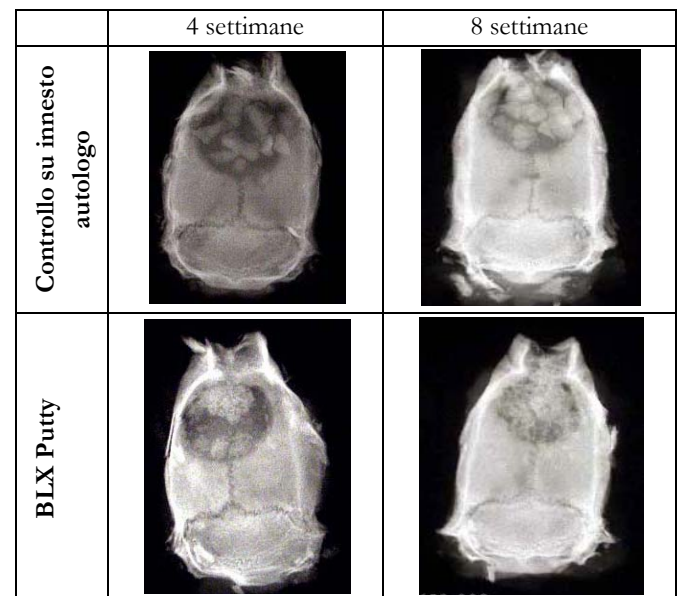 4 settimane
8 settimane
Controllo su innesto
autologo
BLX Putty